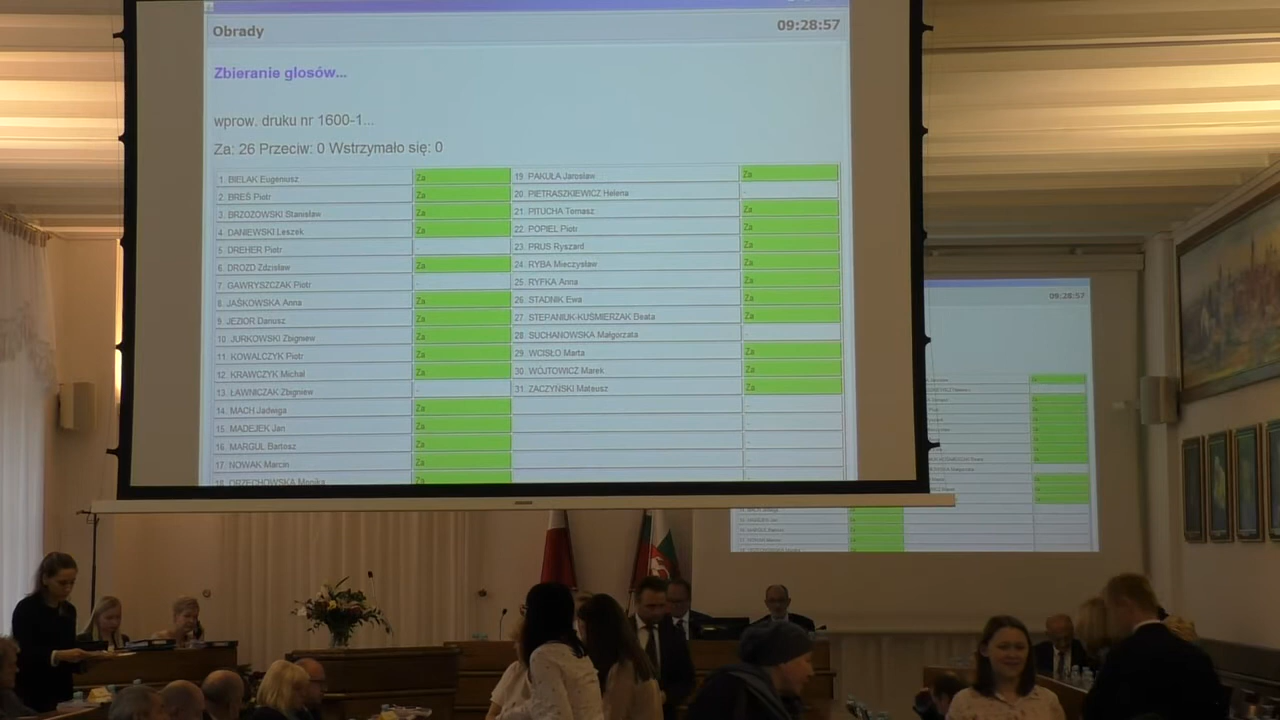 Obrady 09:28:57
Zbieranie głosów...
wprow. druku nr 1600-1...
Za: 26 Przeciw: 0 Wstrzymało się: 0
1. BIELAK Eugeniusz Za 19. PAKUŁA Jarosław Za
2. BREŚ Piotr Za 20. PIETRASZKIEWICZ Helena -
3. BRZOZOWSKI Stanisław Za 21. PITUCHA Tomasz Za
4. DANIEWSKI Leszek Za 22. POPIEL Piotr Za
5. DREHER Piotr - 23. PRUS Ryszard Za
6. DROZD Zdzisław Za 24. RYBA Mieczysław Za
7. GAWRYSZCZAK Piotr - 25. RYFKA Anna Za
8. JAŚKOWSKA Anna Za 26. STADNIK Ewa Za
9. JEZIOR Dariusz Za 27. STEFANIUK-KUŚMIERZAK Beata Za
10. JURKOWSKI Zbigniew Za 28. SUCHANOWSKA Małgorzata -
11. KOWALCZYK Piotr Za 29. WCISŁO Marta Za
12. KRAWCZYK Michał Za 30. WÓJTOWICZ Marek Za
13. ŁAWNICZAK Zbigniew - 31. ZACZYŃSKI Mateusz Za
14. MACH Jadwiga Za -
15. MADEJEK Jan Za -
16. MARGUL Bartosz Za -
17. NOWAK Marcin Za -
18. ORZECHOWSKA Monika Za -
09:28:57